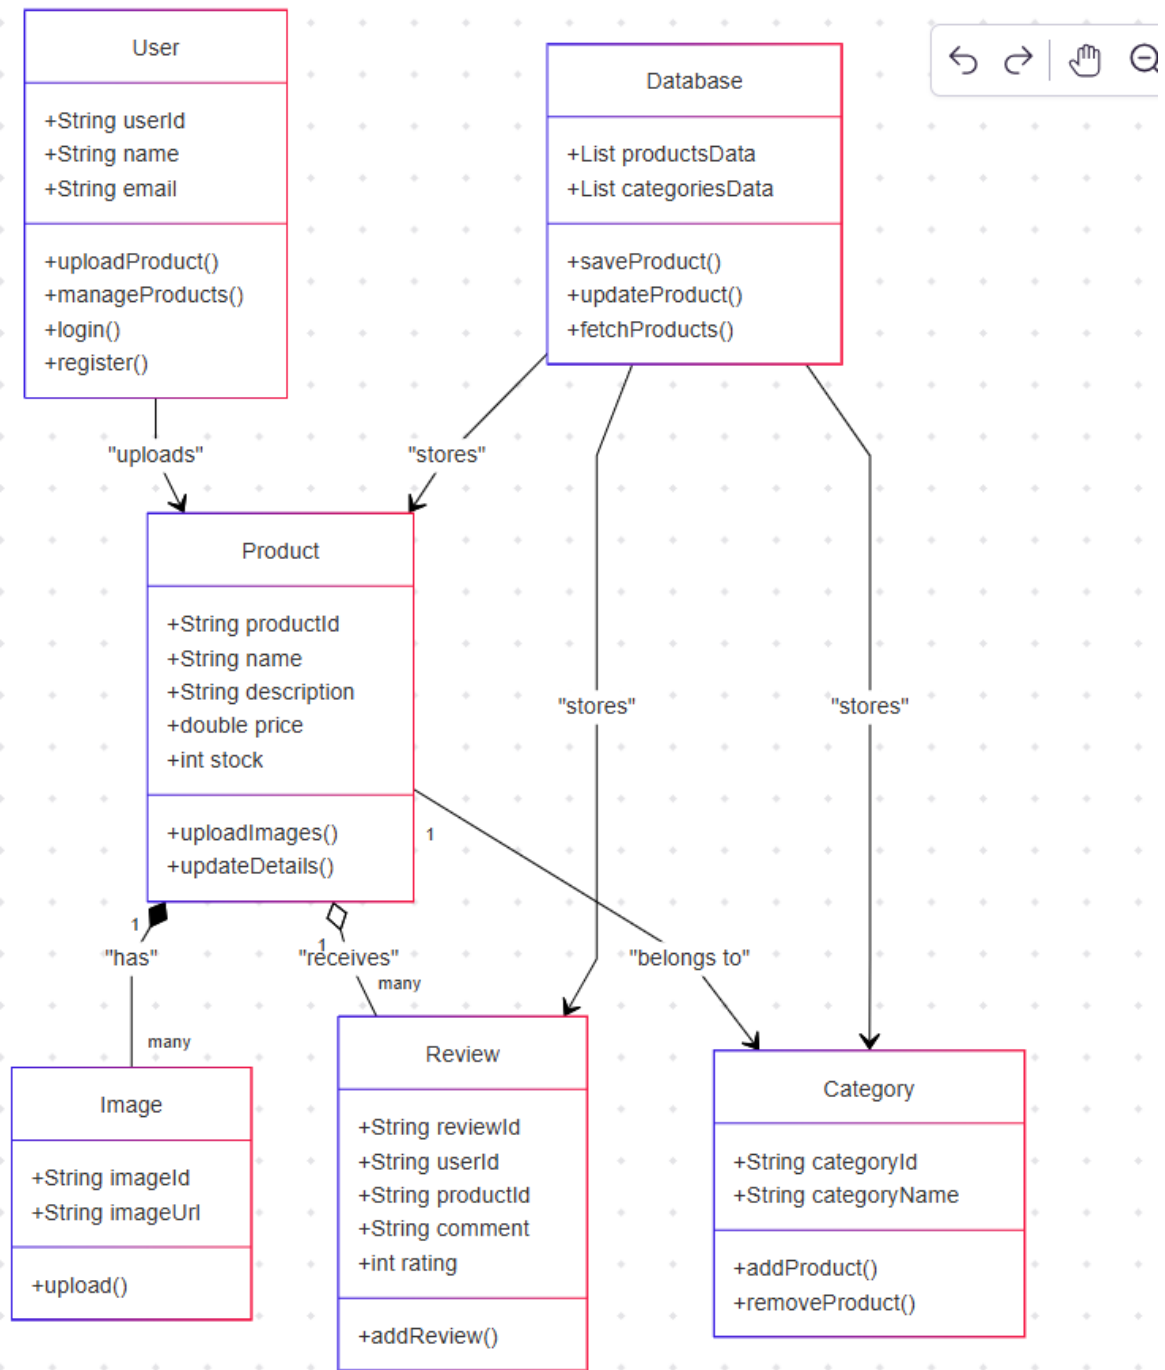 User
+String userId
+String name
+String email
+uploadProduct()
+manageProducts()
+login()
+register()
Database
+List productsData
+List categoriesData
+saveProduct()
+updateProduct()
+fetchProducts()
"uploads"
"stores"
Product
+String productId
+String name
+String description
+double price
+int stock
+uploadImages()
+updateDetails()
"stores"
"stores"
1
1
"has"
many
1
"receives"
many
"belongs to"
Image
+String imageId
+String imageUrl
+upload()
Review
+String reviewId
+String userId
+String productId
+String comment
+int rating
+addReview()
Category
+String categoryId
+String categoryName
+addProduct()
+removeProduct()